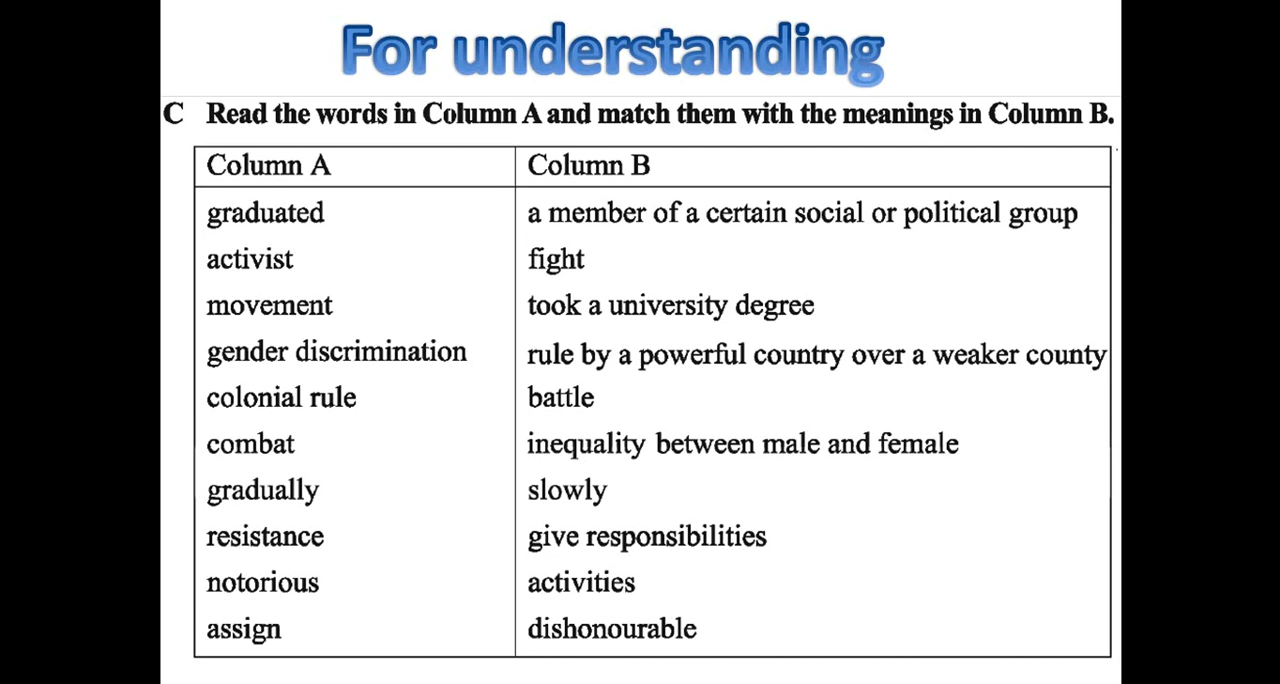 For understanding
C Read the words in Column A and match them with the meanings in Column B.
Column A Column B
graduated a member of a certain social or political group
activist fight
movement took a university degree
gender discrimination rule by a powerful country over a weaker county
colonial rule battle
combat inequality between male and female
gradually slowly
resistance give responsibilities
notorious activities
assign dishonourable